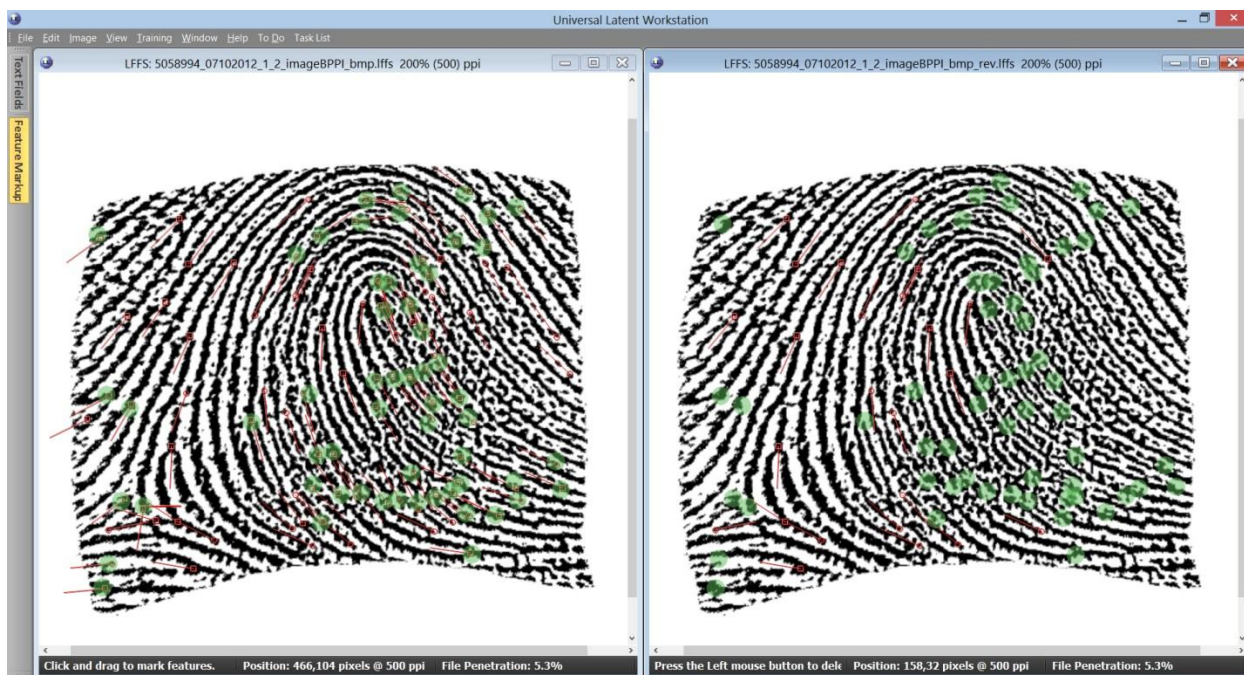 Universal Latent Workstation
File Edit Image View Training Window Help To Do Task List
Text Fields
Feature Markup
LFFS: 5058994_07102012_1_2_imageBPPI_bmp.lffs 200% (500) ppi
LFFS: 5058994_07102012_1_2_imageBPPI_bmp_rev.lffs 200% (500) ppi
Click and drag to mark features. Position: 466,104 pixels @ 500 ppi File Penetration: 5.3%
Press the Left mouse button to dele Position: 158,32 pixels @ 500 ppi File Penetration: 5.3%